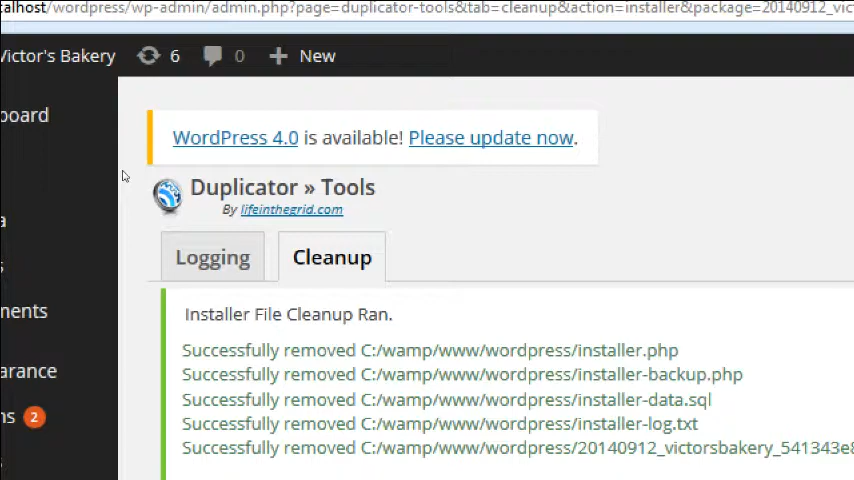 calhost/wordpress/wp-admin/admin.php?page=duplicator-tools&tab=cleanup&action=installer&package=20140912_vic
Victor's Bakery 6 0 New
board
WordPress 4.0 is available! Please update now.
Duplicator » Tools
By lifeinthegrid.com
a
Logging Cleanup
s
nents
Installer File Cleanup Ran.
Successfully removed C:/wamp/www/wordpress/installer.php
arance
Successfully removed C:/wamp/www/wordpress/installer-backup.php
Successfully removed C:/wamp/www/wordpress/installer-data.sql
ns 2
Successfully removed C:/wamp/www/wordpress/installer-log.txt
Successfully removed C:/wamp/www/wordpress/20140912_victorsbakery_541343e8
s